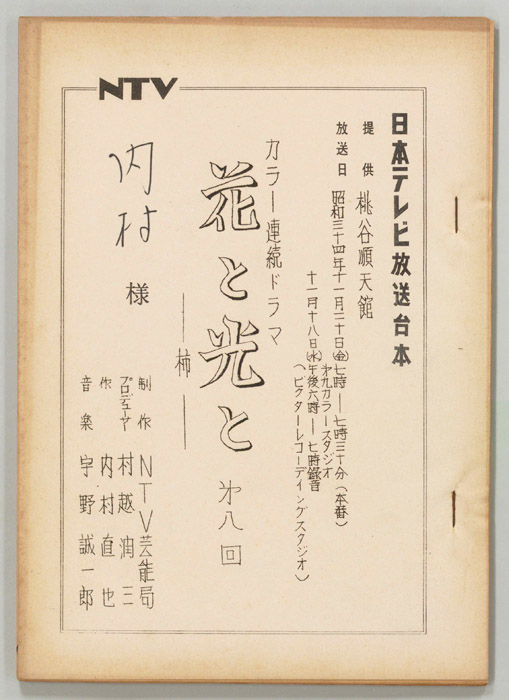 NTV
日本テレビ放送台本
提供 桃谷順天館
放送日 昭和三十四年十一月二十日(金)七時―七時三十分(本番)
第九カラースタジオ
十一月十八日(水)午後六時―七時録音
(ビクターレコーディングスタジオ)
カラー連続ドラマ
花と光と 第八回
――柿――
内村 様
制作 NTV芸能局
プロデューサー 村越潤三
作 内村直也
音楽 宇野誠一郎